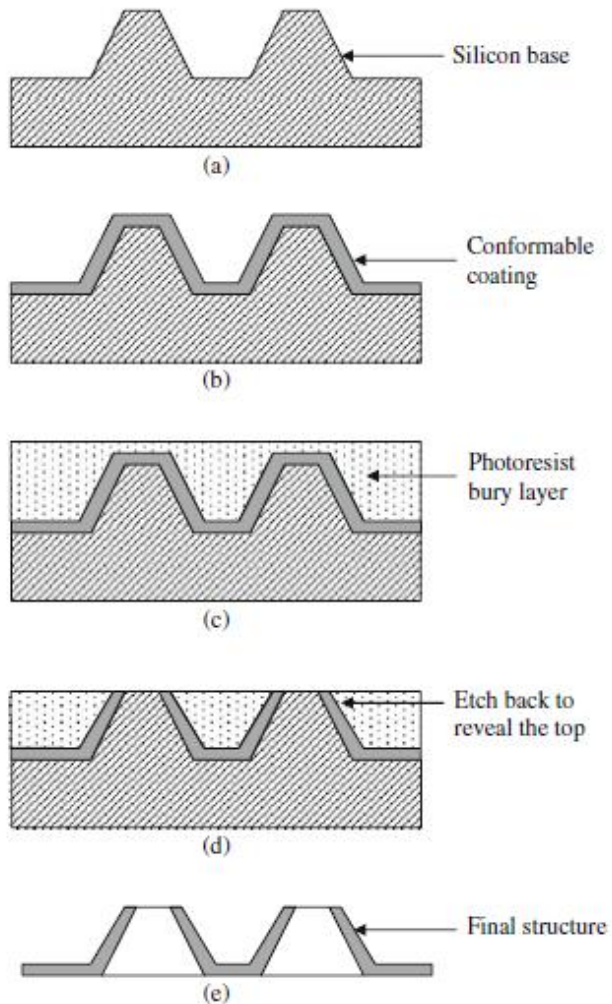 Silicon base
(a)
Conformable
coating
(b)
Photoresist
bury layer
(c)
Etch back to
reveal the top
(d)
Final structure
(e)